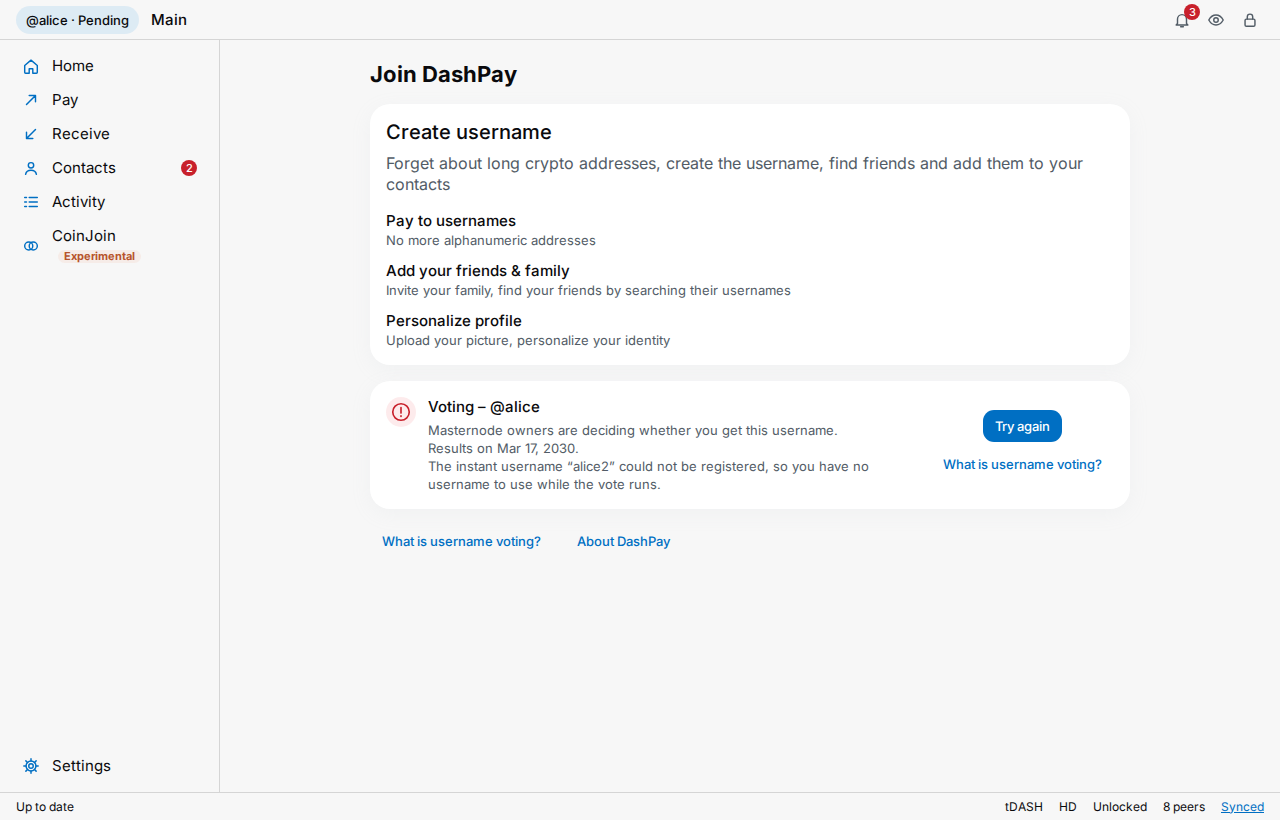 @alice · Pending
Main
3
Home
Pay
Receive
Contacts
2
Activity
CoinJoin
Experimental
Settings
Join DashPay
Create username
Forget about long crypto addresses, create the username, find friends and add them to your
contacts
Pay to usernames
No more alphanumeric addresses
Add your friends & family
Invite your family, find your friends by searching their usernames
Personalize profile
Upload your picture, personalize your identity
Voting – @alice
Masternode owners are deciding whether you get this username.
Results on Mar 17, 2030.
The instant username “alice2” could not be registered, so you have no
username to use while the vote runs.
Try again
What is username voting?
What is username voting?
About DashPay
Up to date
tDASH
HD
Unlocked
8 peers
Synced